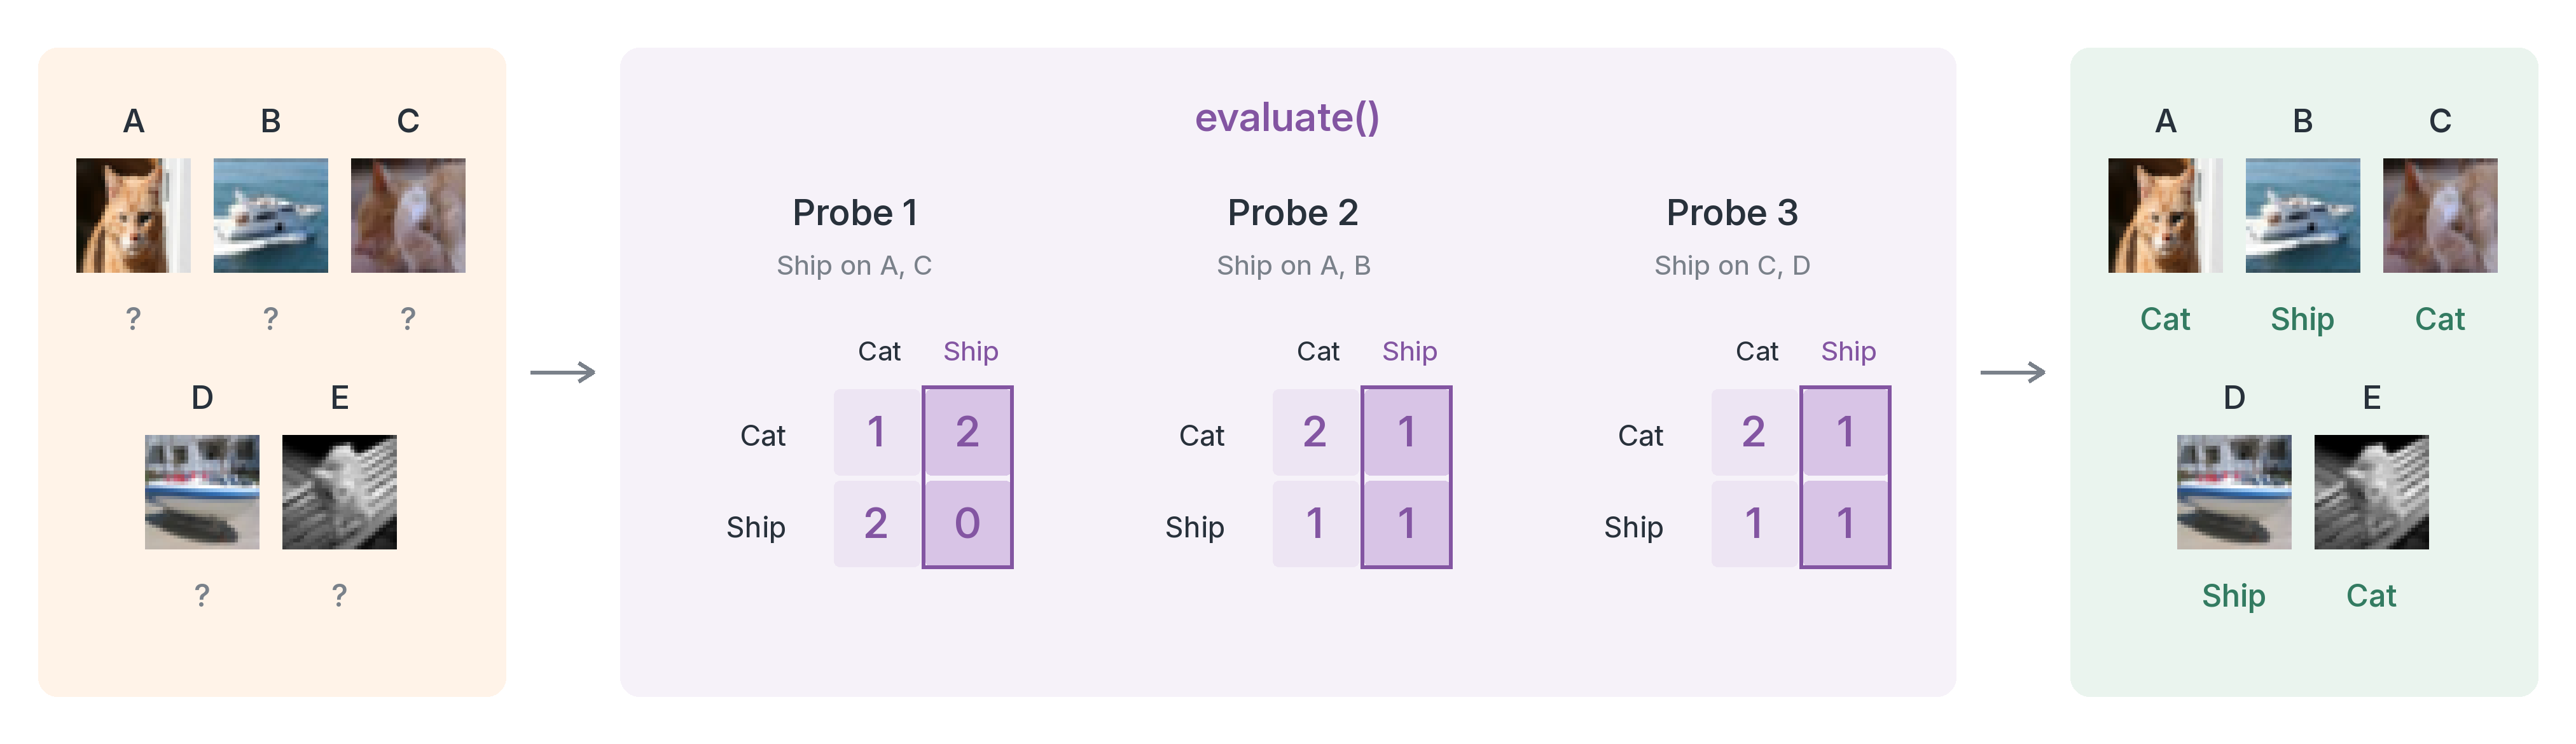 A B C
? ? ?
D E
? ?
evaluate()
Probe 1
Ship on A, C
Cat Ship
Cat 1 2
Ship 2 0
Probe 2
Ship on A, B
Cat Ship
Cat 2 1
Ship 1 1
Probe 3
Ship on C, D
Cat Ship
Cat 2 1
Ship 1 1
A B C
Cat Ship Cat
D E
Ship Cat